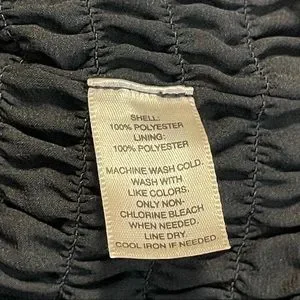 SHELL:
100% POLYESTER
LINING:
100% POLYESTER
MACHINE WASH COLD.
WASH WITH
LIKE COLORS.
ONLY NON-
CHLORINE BLEACH
WHEN NEEDED.
LINE DRY.
COOL IRON IF NEEDED.